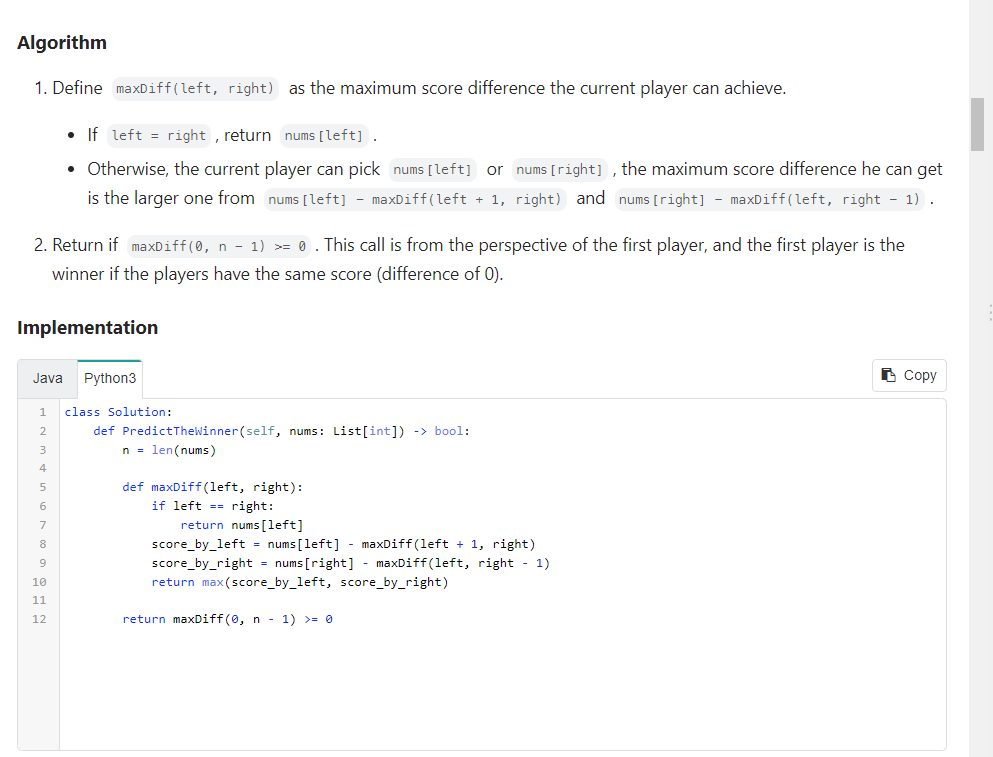 Algorithm
1. Define maxDiff(left, right) as the maximum score difference the current player can achieve.
• If left = right , return nums[left] .
• Otherwise, the current player can pick nums[left] or nums[right] , the maximum score difference he can get
is the larger one from nums[left] - maxDiff(left + 1, right) and nums[right] - maxDiff(left, right - 1) .
2. Return if maxDiff(0, n - 1) >= 0 . This call is from the perspective of the first player, and the first player is the
winner if the players have the same score (difference of 0).
Implementation
Java Python3 Copy
1 class Solution:
2     def PredictTheWinner(self, nums: List[int]) -> bool:
3         n = len(nums)
4
5         def maxDiff(left, right):
6             if left == right:
7                 return nums[left]
8             score_by_left = nums[left] - maxDiff(left + 1, right)
9             score_by_right = nums[right] - maxDiff(left, right - 1)
10             return max(score_by_left, score_by_right)
11
12         return maxDiff(0, n - 1) >= 0